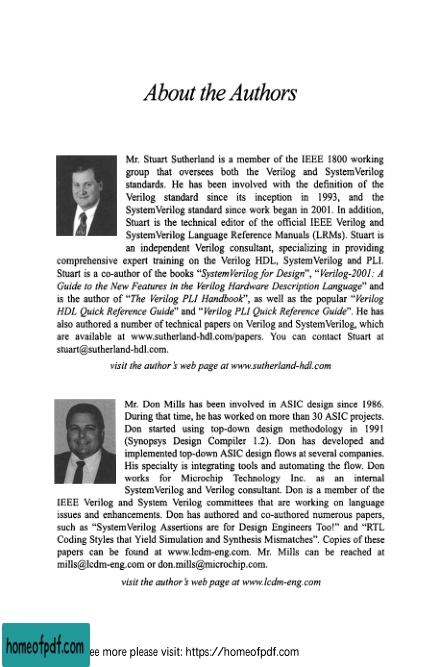 About the Authors
Mr. Stuart Sutherland is a member of the IEEE 1800 working
group that oversees both the Verilog and SystemVerilog
standards. He has been involved with the definition of the
Verilog standard since its inception in 1993, and the
SystemVerilog standard since work began in 2001. In addition,
Stuart is the technical editor of the official IEEE Verilog and
SystemVerilog Language Reference Manuals (LRMs). Stuart is
an independent Verilog consultant, specializing in providing
comprehensive expert training on the Verilog HDL, SystemVerilog and PLI.
Stuart is a co-author of the books “SystemVerilog for Design”, “Verilog-2001: A
Guide to the New Features in the Verilog Hardware Description Language” and
is the author of “The Verilog PLI Handbook”, as well as the popular “Verilog
HDL Quick Reference Guide” and “Verilog PLI Quick Reference Guide”. He has
also authored a number of technical papers on Verilog and SystemVerilog, which
are available at www.sutherland-hdl.com/papers. You can contact Stuart at
stuart@sutherland-hdl.com.
visit the author’s web page at www.sutherland-hdl.com
Mr. Don Mills has been involved in ASIC design since 1986.
During that time, he has worked on more than 30 ASIC projects.
Don started using top-down design methodology in 1991
(Synopsys Design Compiler 1.2). Don has developed and
implemented top-down ASIC design flows at several companies.
His specialty is integrating tools and automating the flow. Don
works for Microchip Technology Inc. as an internal
SystemVerilog and Verilog consultant. Don is a member of the
IEEE Verilog and System Verilog committees that are working on language
issues and enhancements. Don has authored and co-authored numerous papers,
such as “SystemVerilog Assertions are for Design Engineers Too!” and “RTL
Coding Styles that Yield Simulation and Synthesis Mismatches”. Copies of these
papers can be found at www.lcdm-eng.com. Mr. Mills can be reached at
mills@lcdm-eng.com or don.mills@microchip.com.
visit the author’s web page at www.lcdm-eng.com
homeofpdf.com
ee more please visit: https://homeofpdf.com